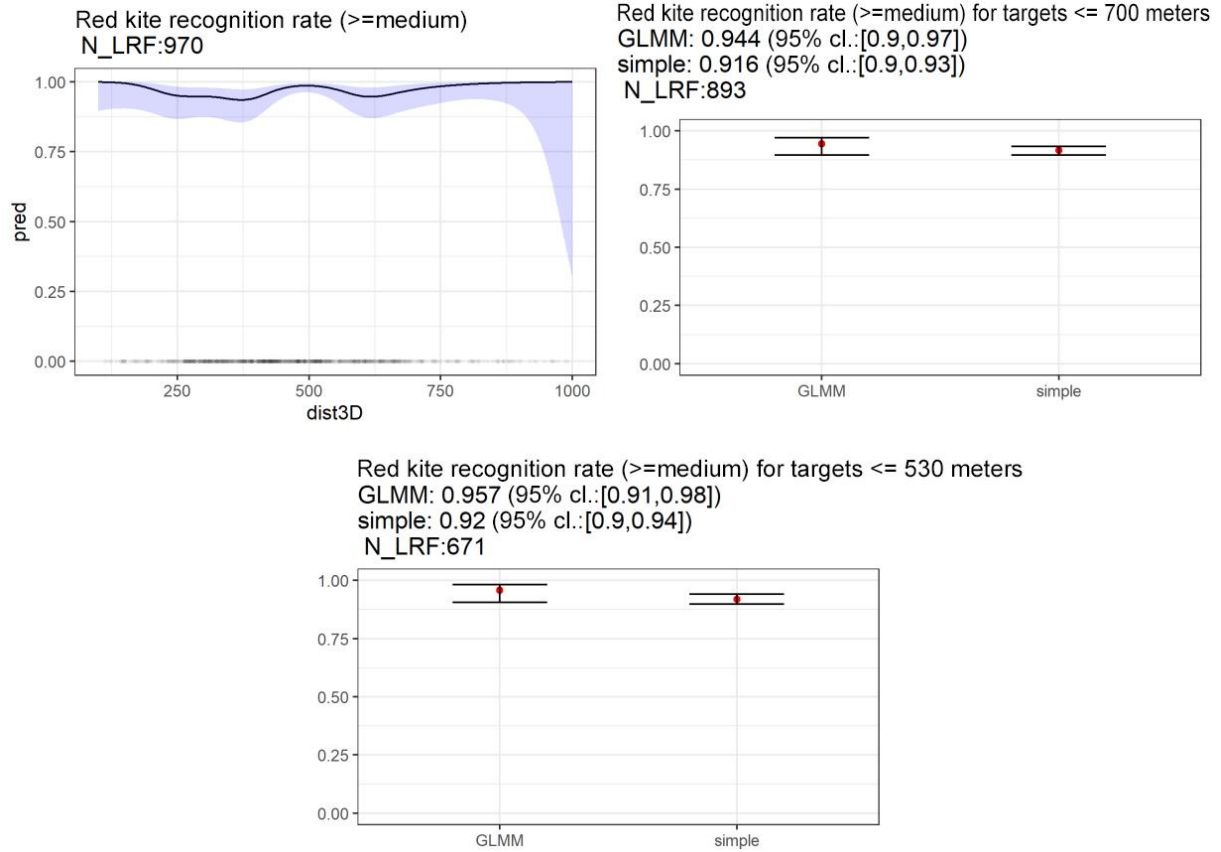 Red kite recognition rate (>=medium)
N_LRF:970
1.00
0.75
0.50
0.25
0.00
pred
250 500 750 1000
dist3D
Red kite recognition rate (>=medium) for targets <= 700 meters
GLMM: 0.944 (95% cl.:[0.9,0.97])
simple: 0.916 (95% cl.:[0.9,0.93])
N_LRF:893
1.00
0.75
0.50
0.25
0.00
GLMM simple
Red kite recognition rate (>=medium) for targets <= 530 meters
GLMM: 0.957 (95% cl.:[0.91,0.98])
simple: 0.92 (95% cl.:[0.9,0.94])
N_LRF:671
1.00
0.75
0.50
0.25
0.00
GLMM simple